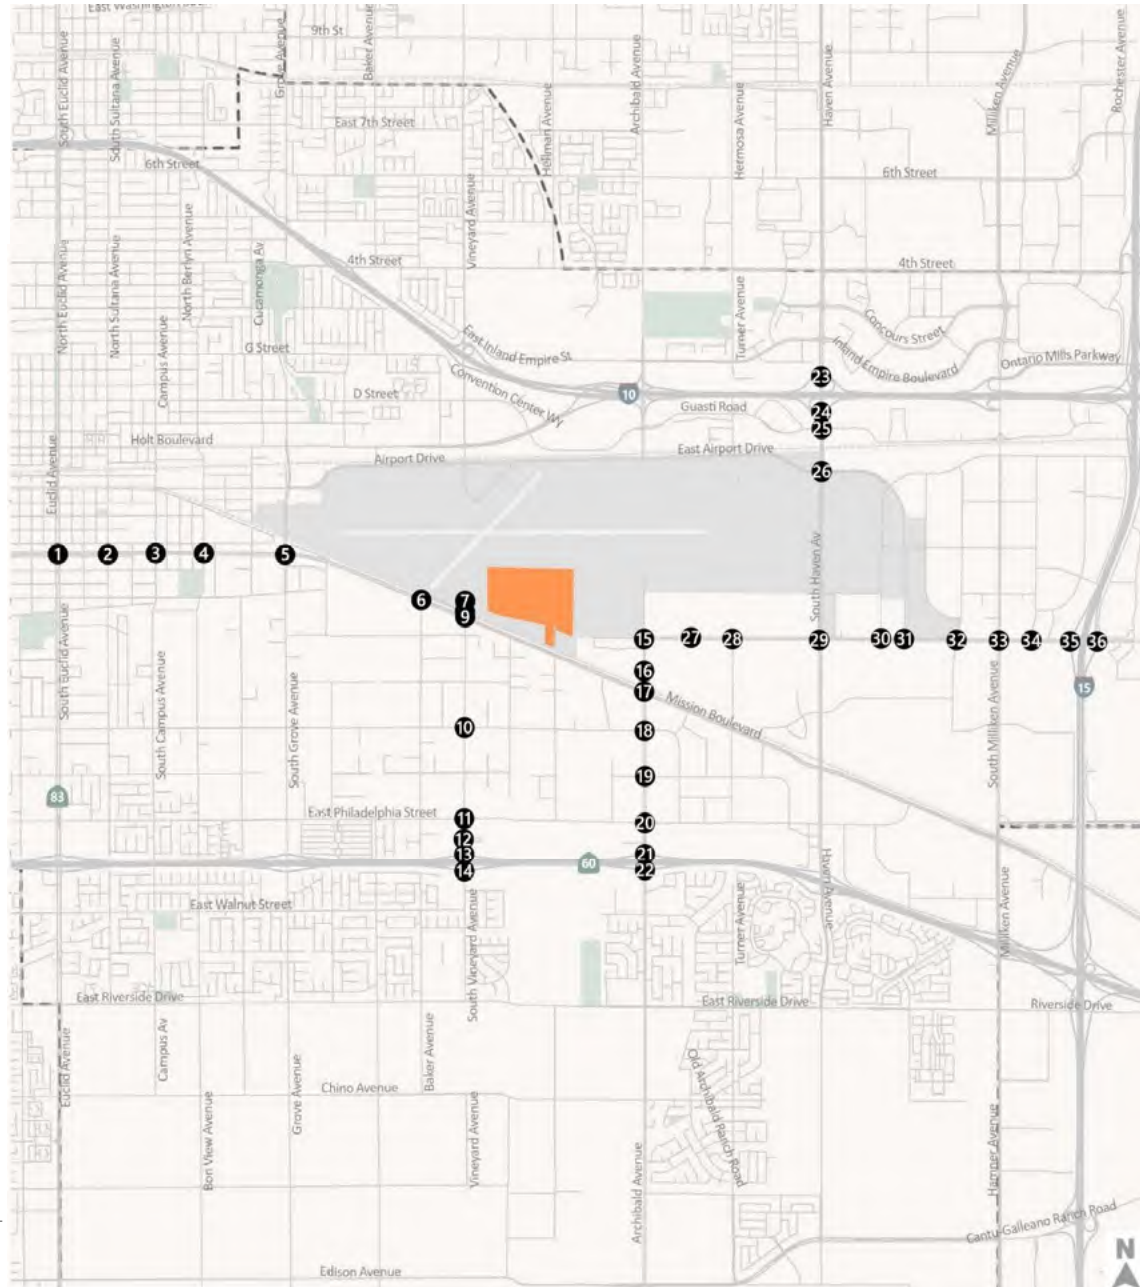 9th St
Grove Avenue
Baker Avenue
South Euclid Avenue
South Sultana Avenue
Archibald Avenue
Haven Avenue
Milliken Avenue
Rochester Avenue
East 7th Street
Hellman Avenue
Hermosa Avenue
6th Street
6th Street
Vineyard Avenue
North Euclid Avenue
North Sultana Avenue
North Berlyn Avenue
Cucamonga Av
4th Street
4th Street
Turner Avenue
Campus Avenue
G Street
East Inland Empire St
Concours Street
Inland Empire Boulevard
Ontario Mills Parkway
Convention Center Wy
D Street
10
23
Guasti Road
24
25
Euclid Avenue
Holt Boulevard
Airport Drive
East Airport Drive
26
1
2
3
4
5
South Haven Av
6
7
9
15
27
28
29
30
31
32
33
34
35
36
South Euclid Avenue
South Campus Avenue
South Grove Avenue
16
17
Mission Boulevard
South Milliken Avenue
15
10
18
19
83
East Philadelphia Street
11
20
12
13
14
60
21
22
East Walnut Street
South Vineyard Avenue
Turner Avenue
Haven Avenue
Milliken Avenue
East Riverside Drive
East Riverside Drive
Riverside Drive
Euclid Avenue
Campus Av
Baker Avenue
Chino Avenue
Grove Avenue
Bon View Avenue
Vineyard Avenue
Old Archibald Ranch Road
Archibald Avenue
Hamner Avenue
Cantu-Galleano Ranch Road
Edison Avenue
N